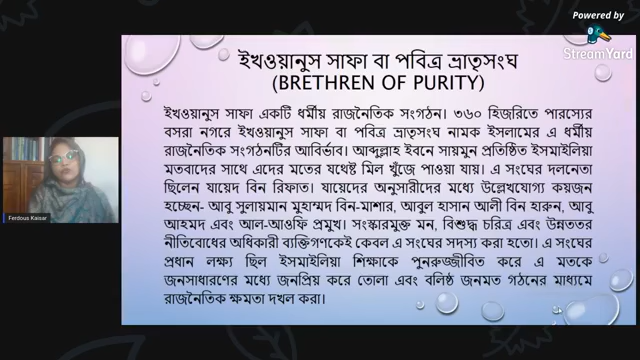 Powered by
StreamYard
ইখওয়ানুস সাফা বা পবিত্র ভ্রাতৃসংঘ
(BRETHREN OF PURITY)
ইখওয়ানুস সাফা একটি ধর্মীয় রাজনৈতিক সংগঠন। ৩৬০ হিজরিতে পারস্যের
বসরা নগরে ইখওয়ানুস সাফা বা পবিত্র ভ্রাতৃসংঘ নামক ইসলামের এ ধর্মীয়
রাজনৈতিক সংগঠনটির আবির্ভাব। আব্দুল্লাহ ইবনে সায়মুন প্রতিষ্ঠিত ইসমাইলিয়া
মতবাদের সাথে এদের মতের যথেষ্ট মিল খুঁজে পাওয়া যায়। এ সংঘের দলনেতা
ছিলেন যায়েদ বিন রিফাত। যায়েদের অনুসারীদের মধ্যে উল্লেখযোগ্য কয়জন
হচ্ছেন- আবু সুলায়মান মুহাম্মদ বিন-মাশার, আবুল হাসান আলী বিন হারুন, আবু
আহমদ এবং আল-আওফি প্রমুখ। সংস্কারমুক্ত মন, বিশুদ্ধ চরিত্র এবং উন্নততর
নীতিবোধের অধিকারী ব্যক্তিগণকেই কেবল এ সংঘের সদস্য করা হতো। এ সংঘের
প্রধান লক্ষ্য ছিল ইসমাইলিয়া শিক্ষাকে পুনরুজ্জীবিত করে এ মতকে
জনসাধারণের মধ্যে জনপ্রিয় করে তোলা এবং বলিষ্ঠ জনমত গঠনের মাধ্যমে
রাজনৈতিক ক্ষমতা দখল করা।
Ferdous Kaisar